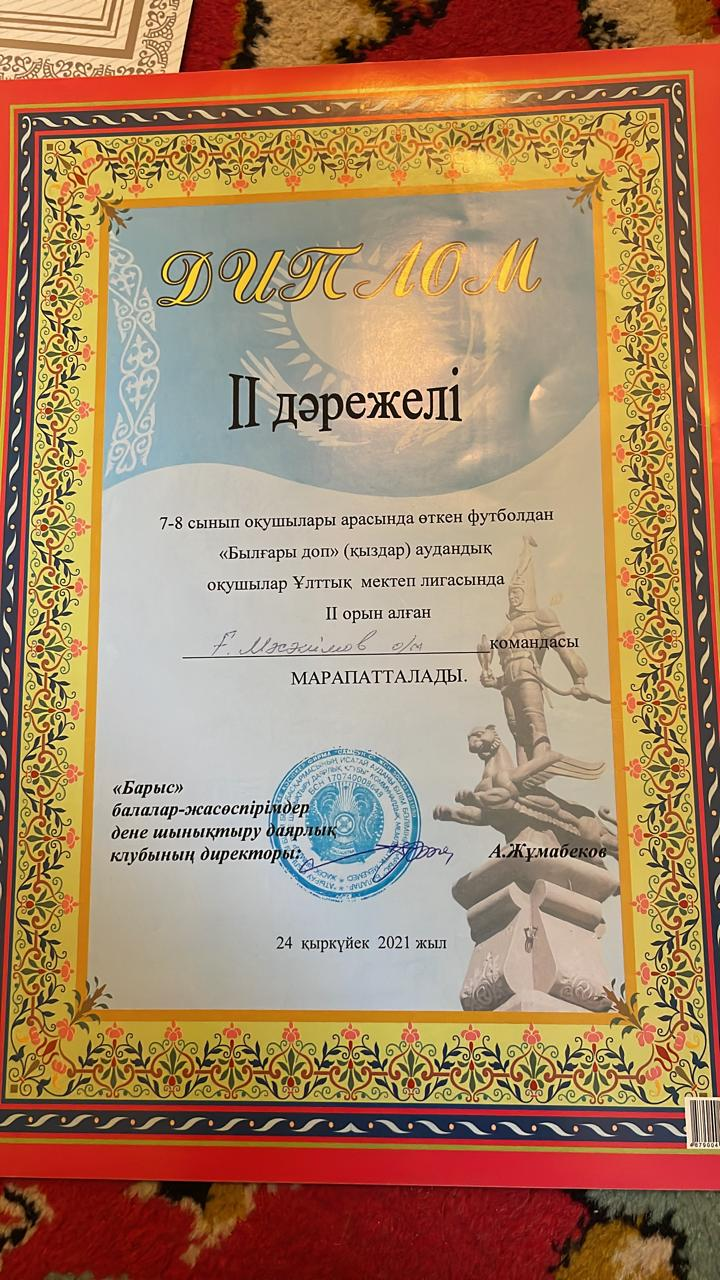 ДИПЛОМ
II дәрежелі
7-8 сынып оқушылары арасында өткен футболдан
«Былғары доп» (қыздар) аудандық
оқушылар Ұлттық мектеп лигасында
II орын алған
Ғ. Мәсәлімов о/м командасы
МАРАПАТТАЛАДЫ.
«Барыс»
балалар-жасөспірімдер
дене шынықтыру даярлық
клубының директоры:
А.Жұмабеков
24 қыркүйек 2021 жыл